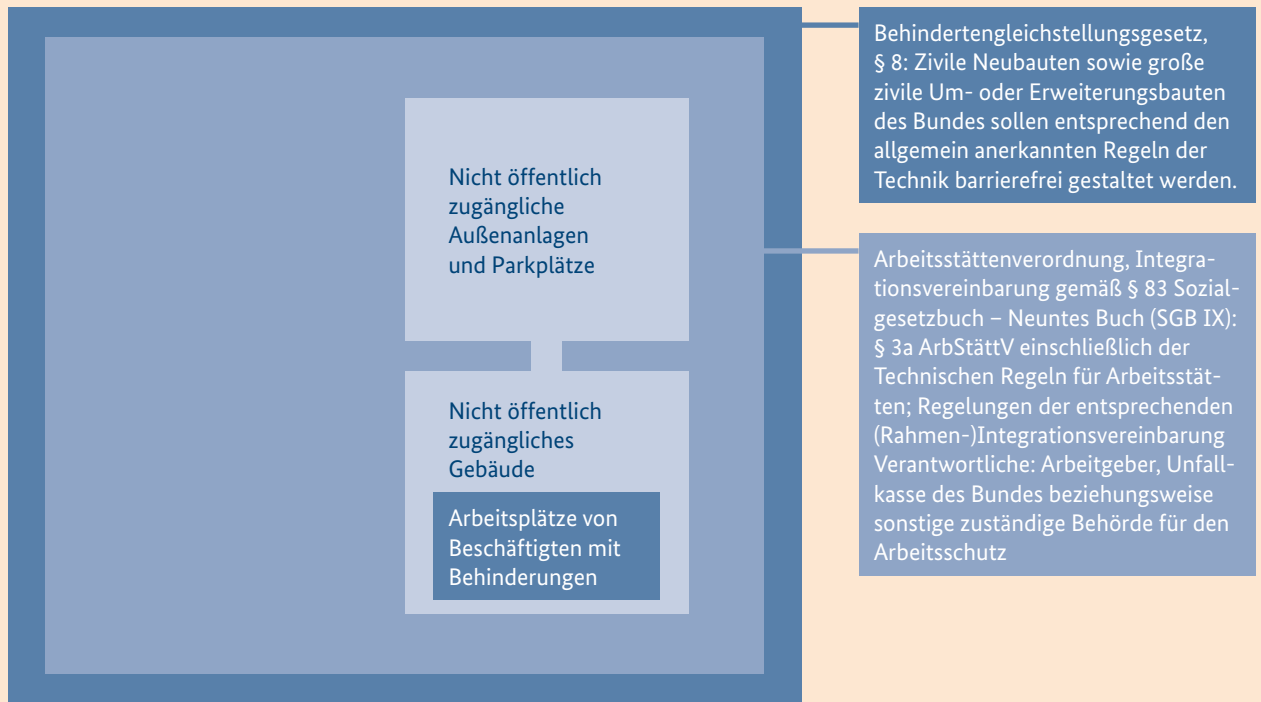 Nicht öffentlich
zugängliche
Außenanlagen
und Parkplätze
Nicht öffentlich
zugängliches
Gebäude
Arbeitsplätze von
Beschäftigten mit
Behinderungen
Behindertengleichstellungsgesetz,
§ 8: Zivile Neubauten sowie große
zivile Um- oder Erweiterungsbauten
des Bundes sollen entsprechend den
allgemein anerkannten Regeln der
Technik barrierefrei gestaltet werden.
Arbeitsstättenverordnung, Integra-
tionsvereinbarung gemäß § 83 Sozial-
gesetzbuch – Neuntes Buch (SGB IX):
§ 3a ArbStättV einschließlich der
Technischen Regeln für Arbeitsstät-
ten; Regelungen der entsprechenden
(Rahmen-)Integrationsvereinbarung
Verantwortliche: Arbeitgeber, Unfall-
kasse des Bundes beziehungsweise
sonstige zuständige Behörde für den
Arbeitsschutz